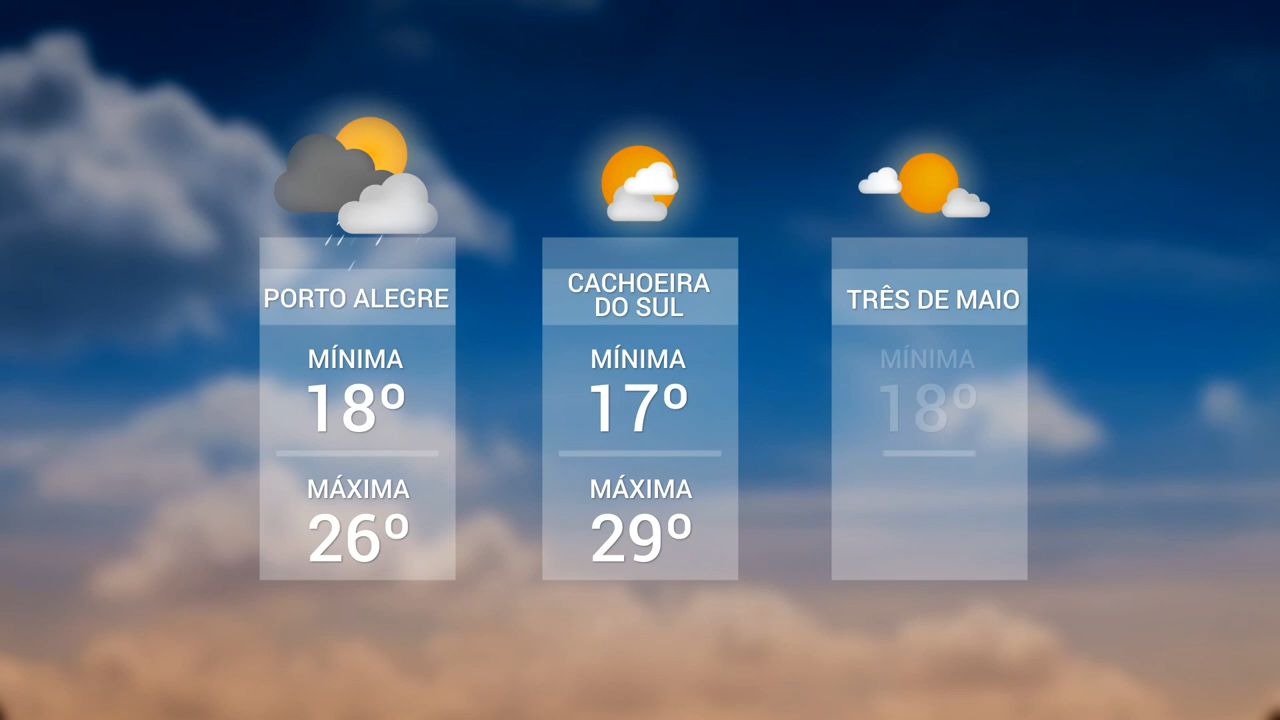 PORTO ALEGRE
MÍNIMA
18º
MÁXIMA
26º
CACHOEIRA
DO SUL
MÍNIMA
17º
MÁXIMA
29º
TRÊS DE MAIO
MÍNIMA
18º